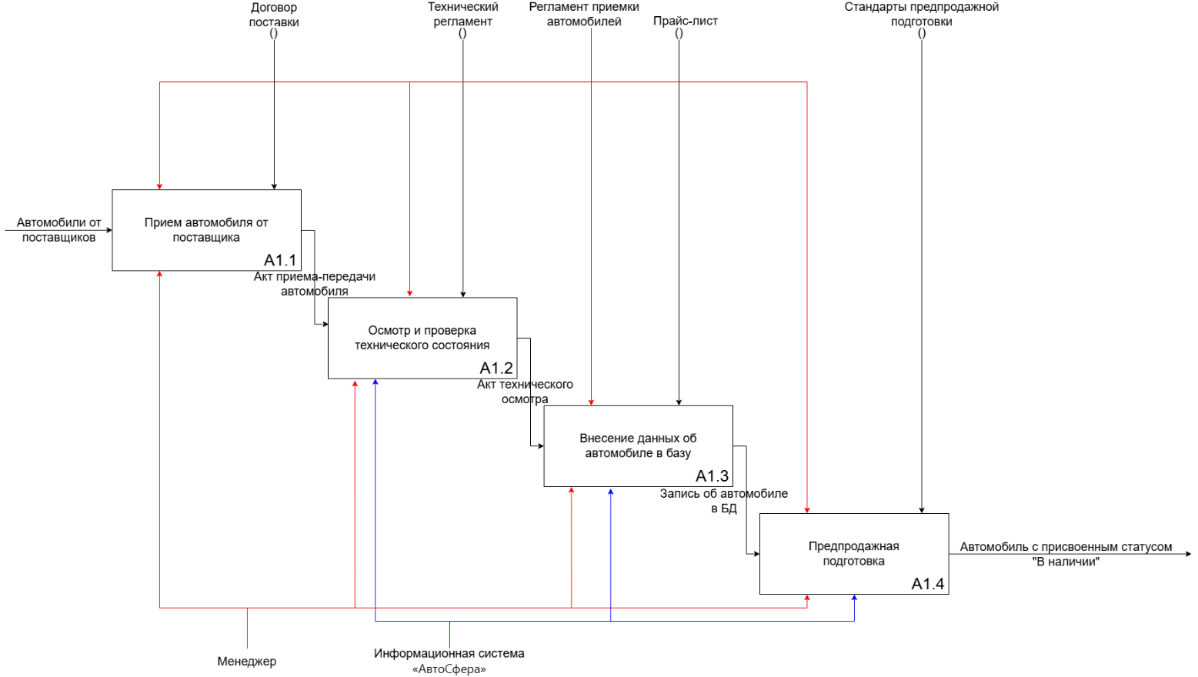 Договор
поставки
()
Технический
регламент
()
Регламент приемки
автомобилей
Прайс-лист
()
Стандарты предпродажной
подготовки
()
Автомобили от
поставщиков
Прием автомобиля от
поставщика
A1.1
Акт приема-передачи
автомобиля
Осмотр и проверка
технического состояния
A1.2
Акт технического
осмотра
Внесение данных об
автомобиле в базу
A1.3
Запись об автомобиле
в БД
Предпродажная
подготовка
A1.4
Автомобиль с присвоенным статусом
"В наличии"
Менеджер
Информационная система
«АвтоСфера»